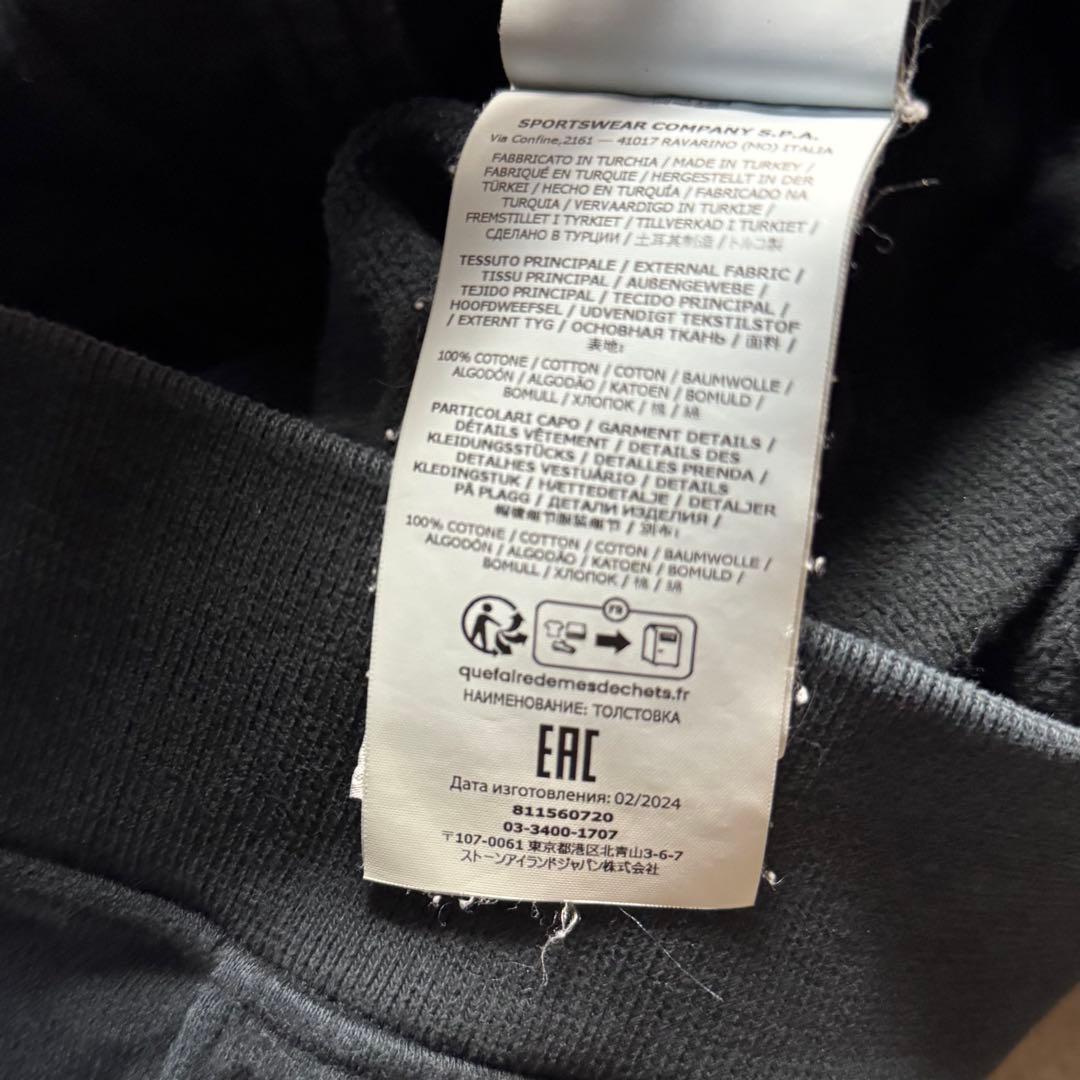 SPORTSWEAR COMPANY S.P.A.
Via Confine,2161 — 41017 RAVARINO (MO) ITALIA
FABBRICATO IN TURCHIA / MADE IN TURKEY /
FABRIQUÉ EN TURQUIE / HERGESTELLT IN DER
TÜRKEI / HECHO EN TURQUÍA / FABRICADO NA
TURQUIA / VERVAARDIGD IN TURKIJE /
FREMSTILLET I TYRKIET / TILLVERKAD I TURKIET /
СДЕЛАНО В ТУРЦИИ / 土耳其制造 / トルコ製
TESSUTO PRINCIPALE / EXTERNAL FABRIC /
TISSU PRINCIPAL / AUßENGEWEBE /
TEJIDO PRINCIPAL / TECIDO PRINCIPAL /
HOOFDWEEFSEL / UDVENDIGT TEKSTILSTOF
/ EXTERNT TYG / ОСНОВНАЯ ТКАНЬ / 面料 /
表地:
100% COTONE / COTTON / COTON / BAUMWOLLE /
ALGODÓN / ALGODÃO / KATOEN / BOMULD /
BOMULL / ХЛОПОК / 棉 / 綿
PARTICOLARI CAPO / GARMENT DETAILS /
DÉTAILS VÊTEMENT / DETAILS DES
KLEIDUNGSSTÜCKS / DETALLES PRENDA /
DETALHES VESTUÁRIO / DETAILS
KLEDINGSTUK / HÆTTEDETALJE / DETALJER
PÅ PLAGG / ДЕТАЛИ ИЗДЕЛИЯ /
服装细节 / 別布:
100% COTONE / COTTON / COTON / BAUMWOLLE /
ALGODÓN / ALGODÃO / KATOEN / BOMULD /
BOMULL / ХЛОПОК / 棉 / 綿
FR
quefairedemesdechets.fr
НАИМЕНОВАНИЕ: ТОЛСТОВКА
EAC
Дата изготовления: 02/2024
811560720
03-3400-1707
〒107-0061 東京都港区北青山3-6-7
ストーンアイランドジャパン株式会社